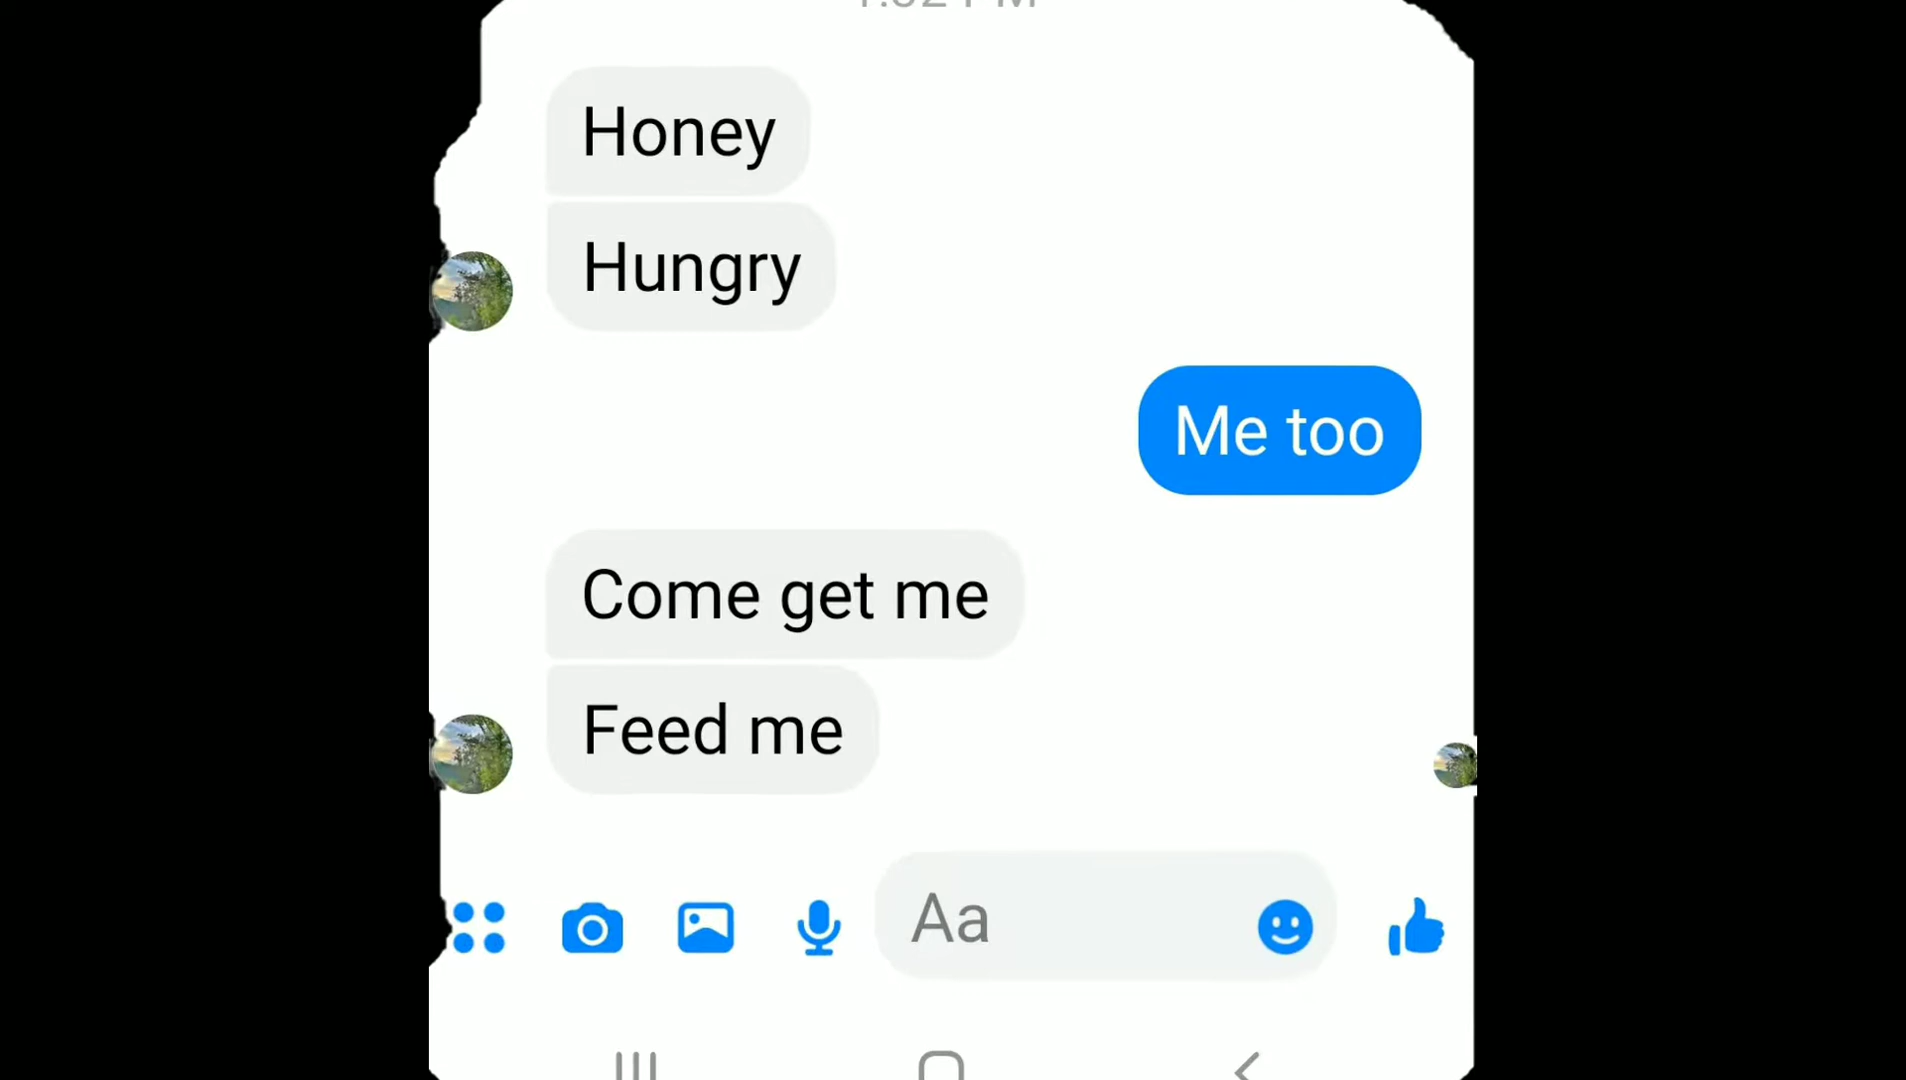 Honey
Hungry
Me too
Come get me
Feed me
Aa